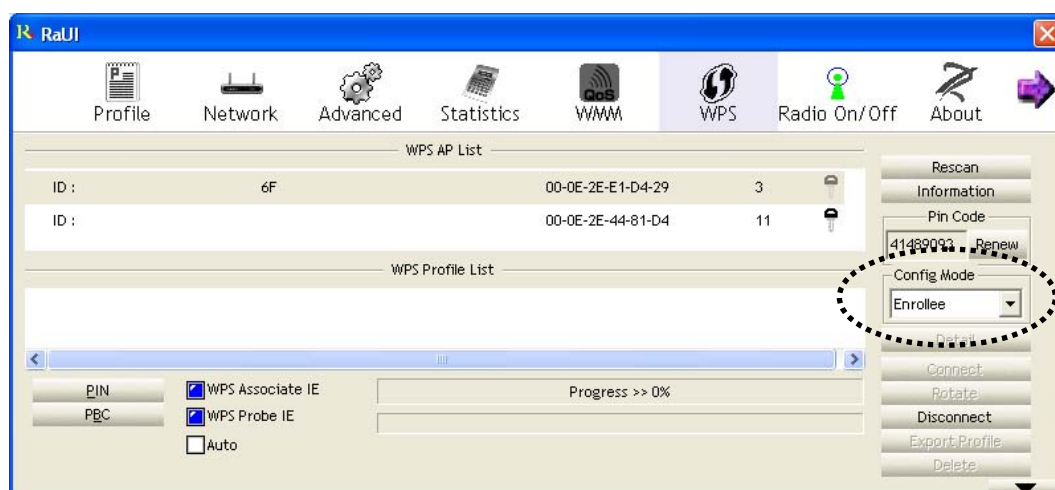 RaUI
Profile Network Advanced Statistics QoS WMM WPS Radio On/Off About
WPS AP List
ID : 6F 00-0E-2E-E1-D4-29 3
ID : 00-0E-2E-44-81-D4 11
Rescan
Information
Pin Code
41489093 Renew
WPS Profile List
Config Mode
Enrollee
Detail
Connect
Rotate
Disconnect
Export Profile
Delete
PIN WPS Associate IE Progress >> 0%
PBC WPS Probe IE
Auto